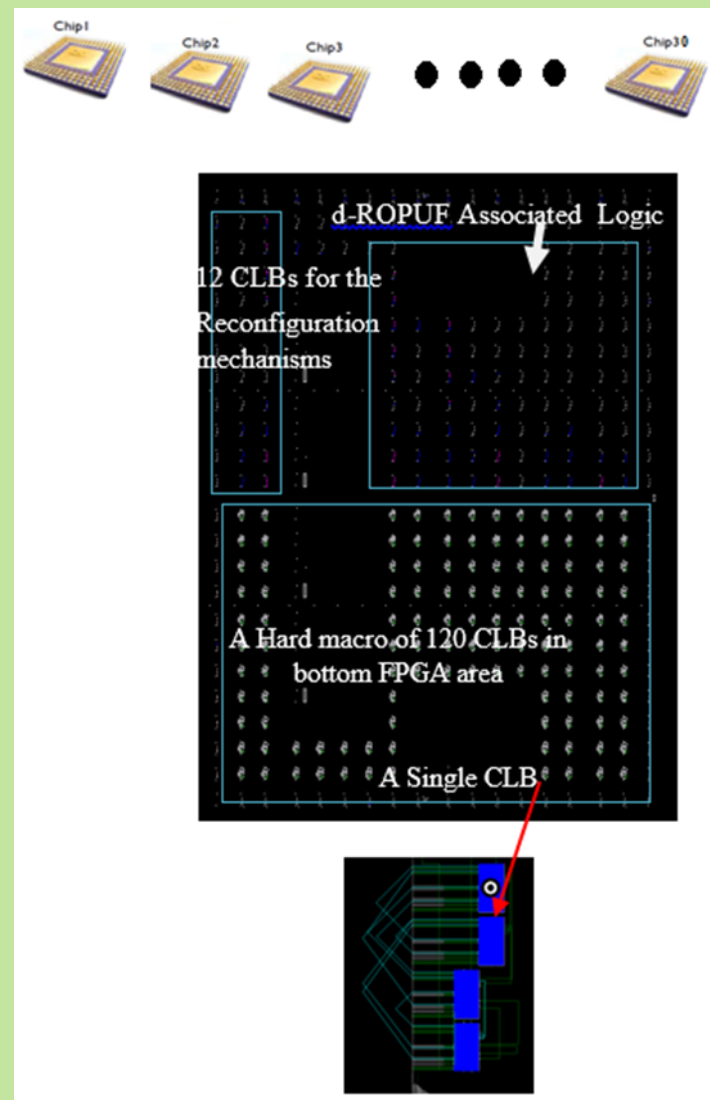 Chip1
Chip2
Chip3
Chip30
d-ROPUF Associated Logic
12 CLBs for the
Reconfiguration
mechanisms
A Hard macro of 120 CLBs in
bottom FPGA area
A Single CLB